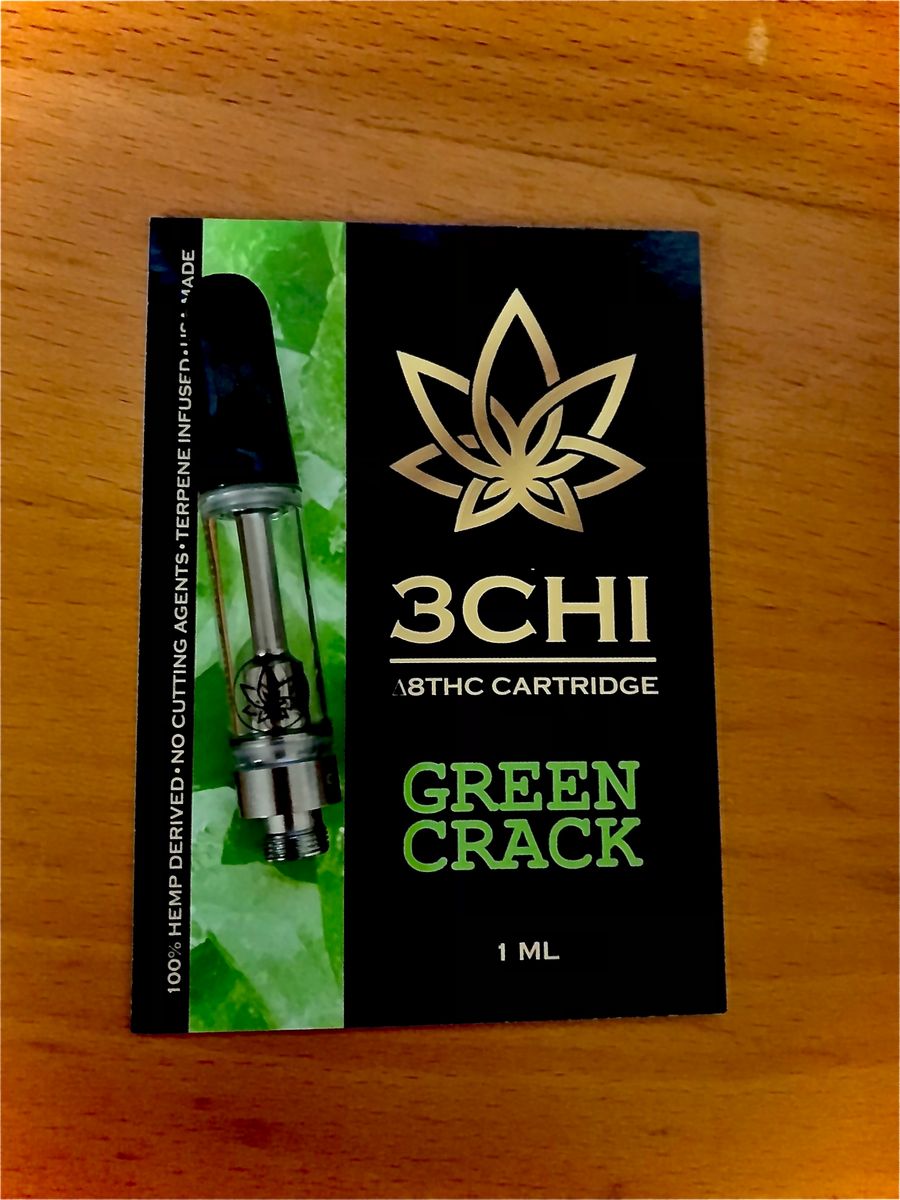 100% HEMP DERIVED•NO CUTTING AGENTS•TERPENE INFUSED•USA MADE
3CHI
Δ8THC CARTRIDGE
GREEN
CRACK
1 ML